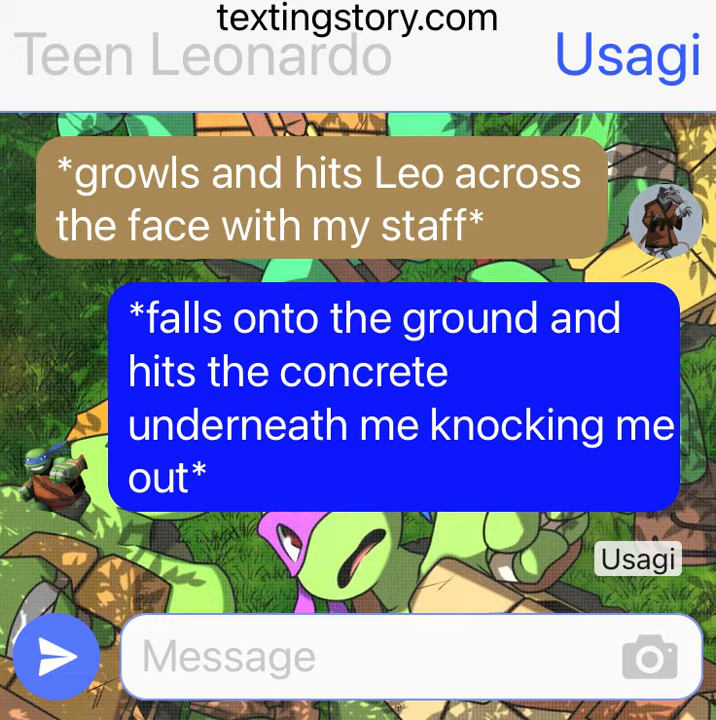 textingstory.com
Teen Leonardo
Usagi
*growls and hits Leo across
the face with my staff*
*falls onto the ground and
hits the concrete
underneath me knocking me
out*
Usagi
Message